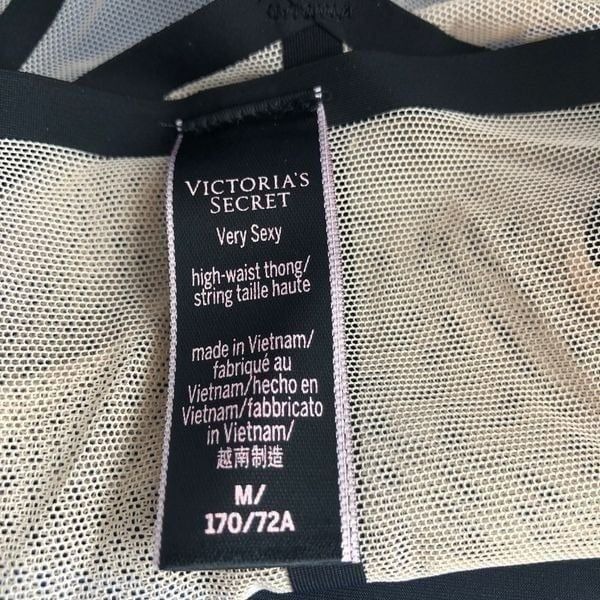 VICTORIA'S
SECRET
Very Sexy
high-waist thong/
string taille haute
made in Vietnam/
fabriqué au
Vietnam/hecho en
Vietnam/fabbricato
in Vietnam/
越南制造
M/
170/72A